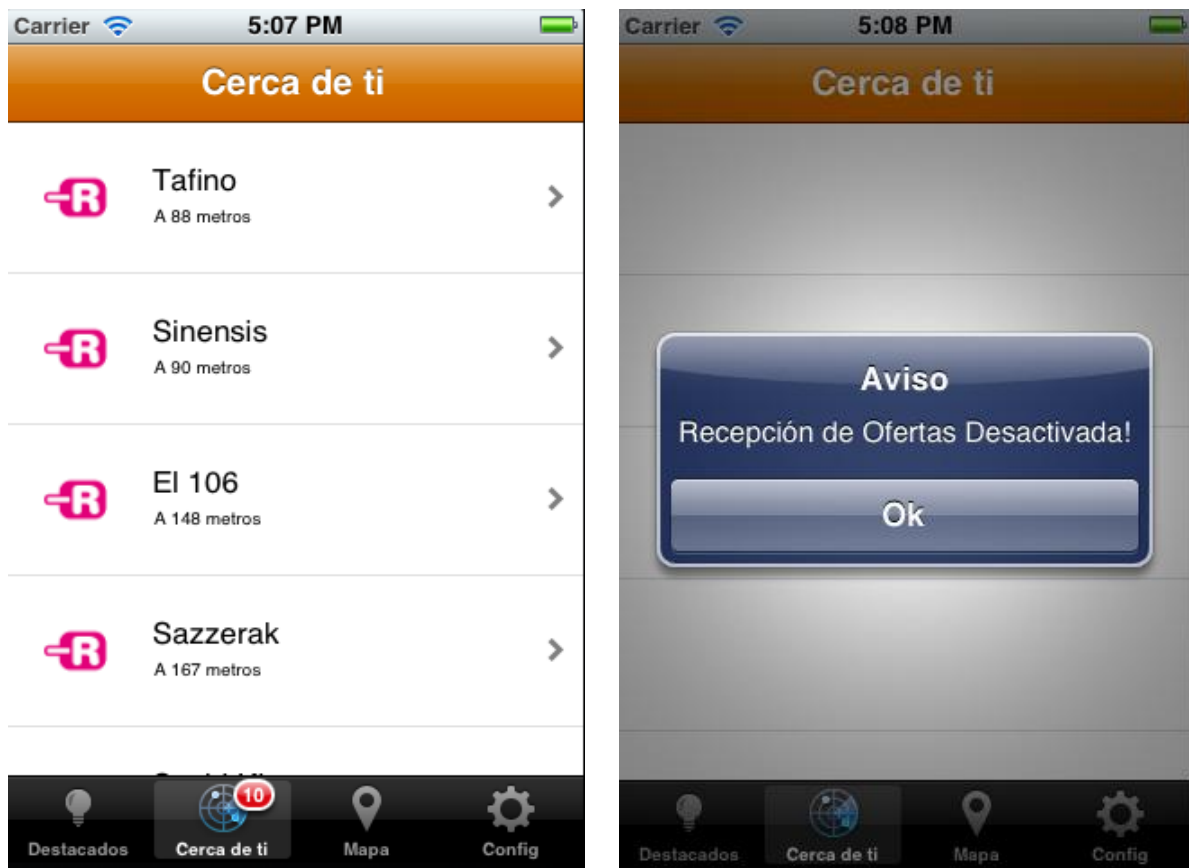 Carrier 5:07 PM
Cerca de ti
R Tafino
A 88 metros
R Sinensis
A 90 metros
R El 106
A 148 metros
R Sazzerak
A 167 metros
10
Destacados Cerca de ti Mapa Config
Carrier 5:08 PM
Cerca de ti
Aviso
Recepción de Ofertas Desactivada!
Ok
Destacados Cerca de ti Mapa Config